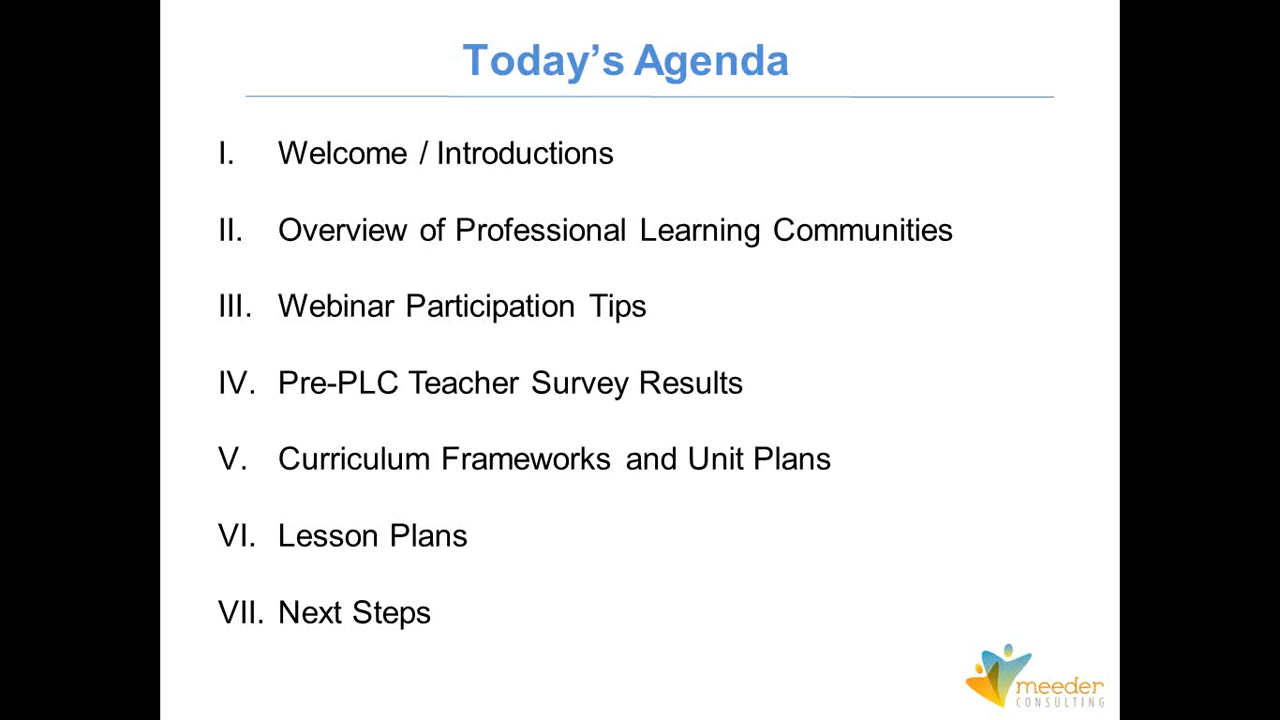 Today’s Agenda
I. Welcome / Introductions
II. Overview of Professional Learning Communities
III. Webinar Participation Tips
IV. Pre-PLC Teacher Survey Results
V. Curriculum Frameworks and Unit Plans
VI. Lesson Plans
VII. Next Steps
meeder
CONSULTING